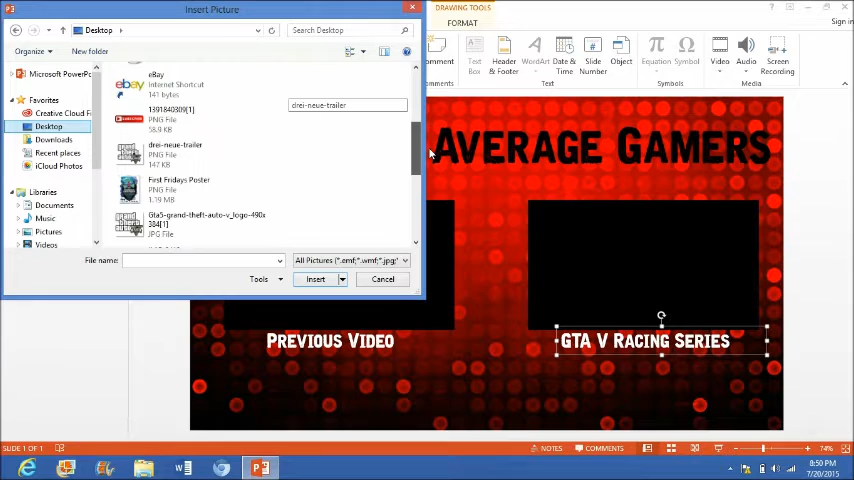 Insert Picture
Desktop
Search Desktop
Organize
New folder
Microsoft PowerPo
Favorites
Creative Cloud Fi
Desktop
Downloads
Recent places
iCloud Photos
Libraries
Documents
Music
Pictures
Videos
eBay
Internet Shortcut
141 bytes
1391840309[1]
PNG File
58.9 KB
drei-neue-trailer
PNG File
147 KB
First Fridays Poster
PNG File
1.19 MB
Gta5-grand-theft-auto-v_logo-490x
384[1]
JPG File
drei-neue-trailer
File name:
All Pictures (*.emf;*.wmf;*.jpg;
Tools
Insert
Cancel
DRAWING TOOLS
FORMAT
Sign in
omment
Text
Box
Header
& Footer
WordArt
Date &
Time
Slide
Number
Object
Equation
Symbol
Video
Audio
Screen
Recording
mments
Text
Symbols
Media
AVERAGE GAMERS
PREVIOUS VIDEO
GTA V RACING SERIES
SLIDE 1 OF 1
NOTES
COMMENTS
74%
8:50 PM
7/20/2015